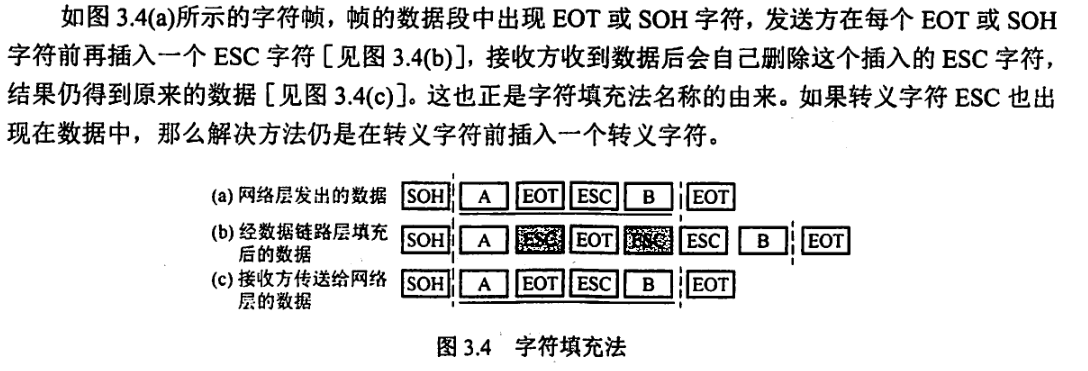 如图 3.4(a)所示的字符帧，帧的数据段中出现 EOT 或 SOH 字符，发送方在每个 EOT 或 SOH
字符前再插入一个 ESC 字符［见图 3.4(b)］，接收方收到数据后会自己删除这个插入的 ESC 字符，
结果仍得到原来的数据［见图 3.4(c)］。这也正是字符填充法名称的由来。如果转义字符 ESC 也出
现在数据中，那么解决方法仍是在转义字符前插入一个转义字符。
(a) 网络层发出的数据 SOH A EOT ESC B EOT
(b) 经数据链路层填充 SOH A ESC EOT ESC ESC B EOT
后的数据
(c) 接收方传送给网络 SOH A EOT ESC B EOT
层的数据
图 3.4 字符填充法